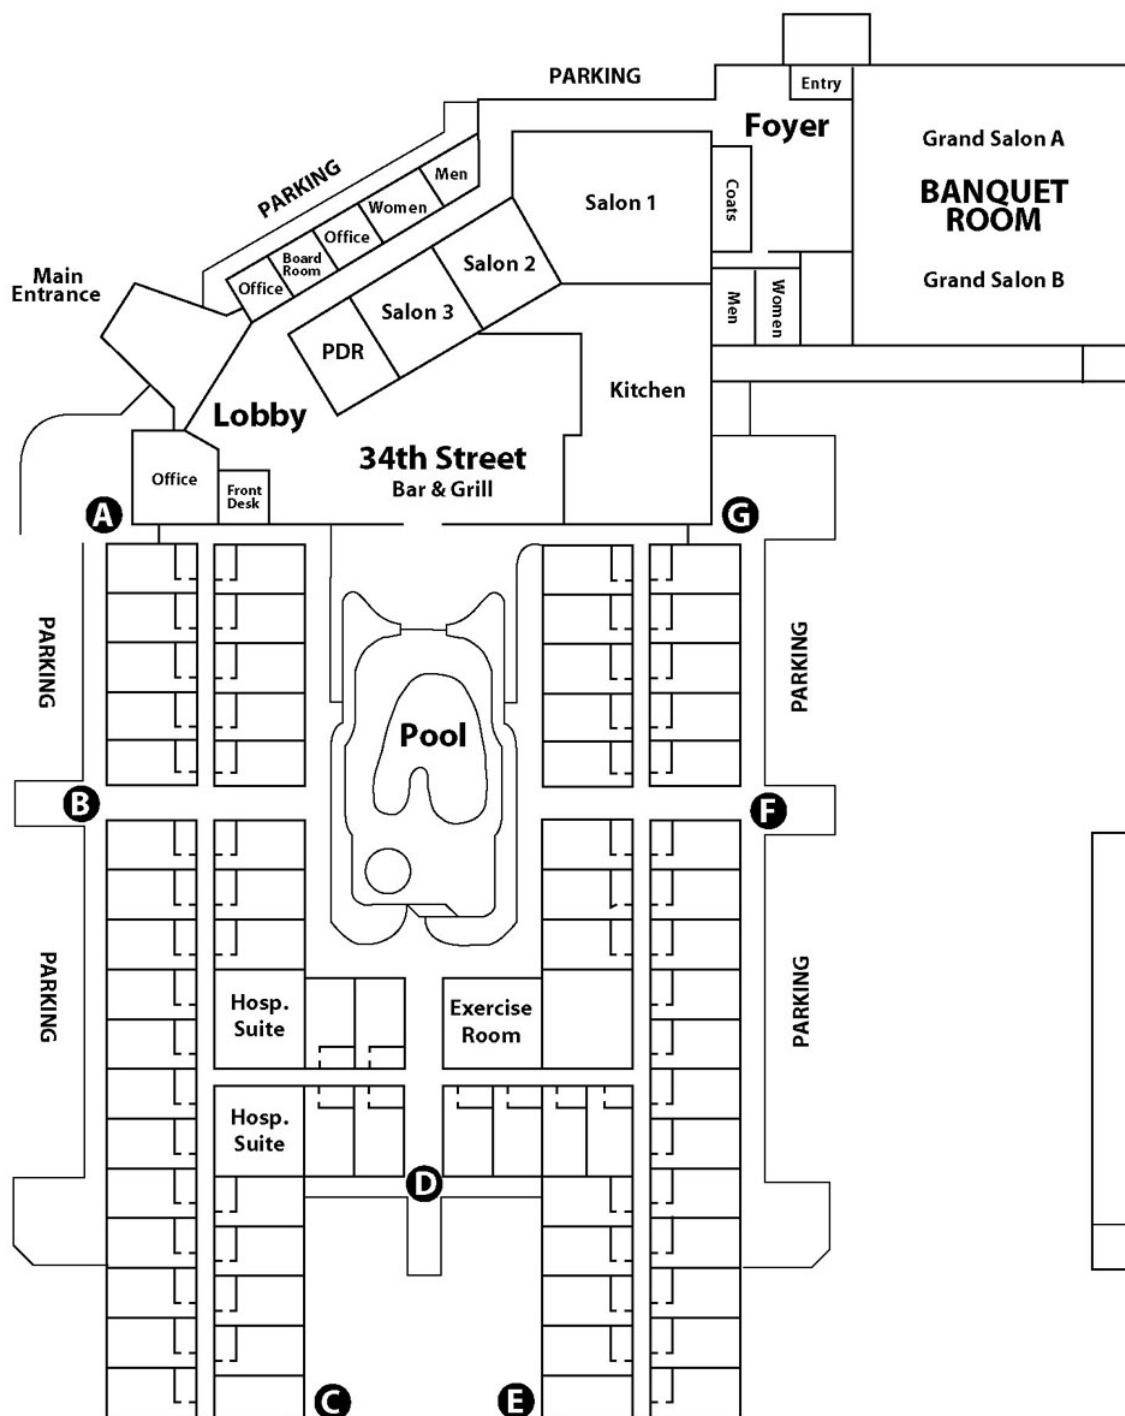 PARKING
Entry
Foyer
Grand Salon A
BANQUET
ROOM
Grand Salon B
PARKING
Men
Women
Office
Board
Room
Office
Salon 1
Coats
Salon 2
Salon 3
PDR
Men
Women
Main
Entrance
Kitchen
Lobby
34th Street
Bar & Grill
Office
Front
Desk
A
G
PARKING
PARKING
Pool
B
F
PARKING
PARKING
Hosp.
Suite
Exercise
Room
Hosp.
Suite
D
C
E